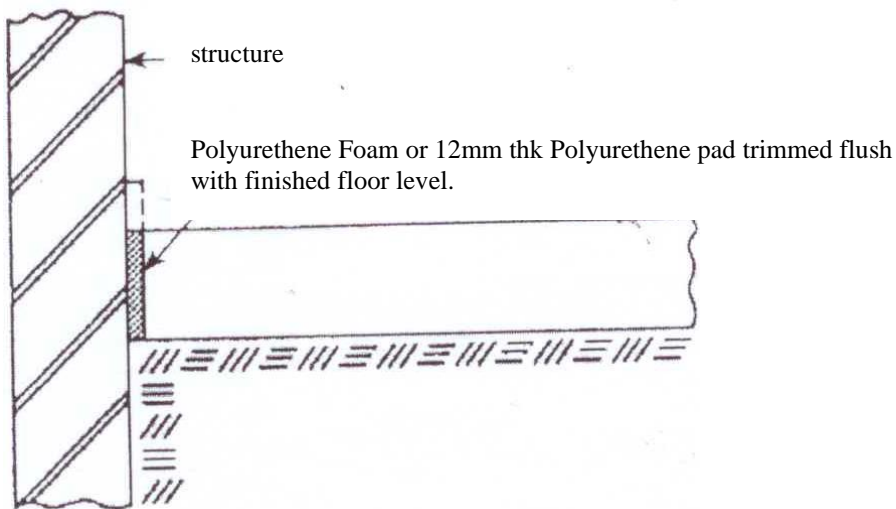 structure
Polyurethene Foam or 12mm thk Polyurethene pad trimmed flush
with finished floor level.